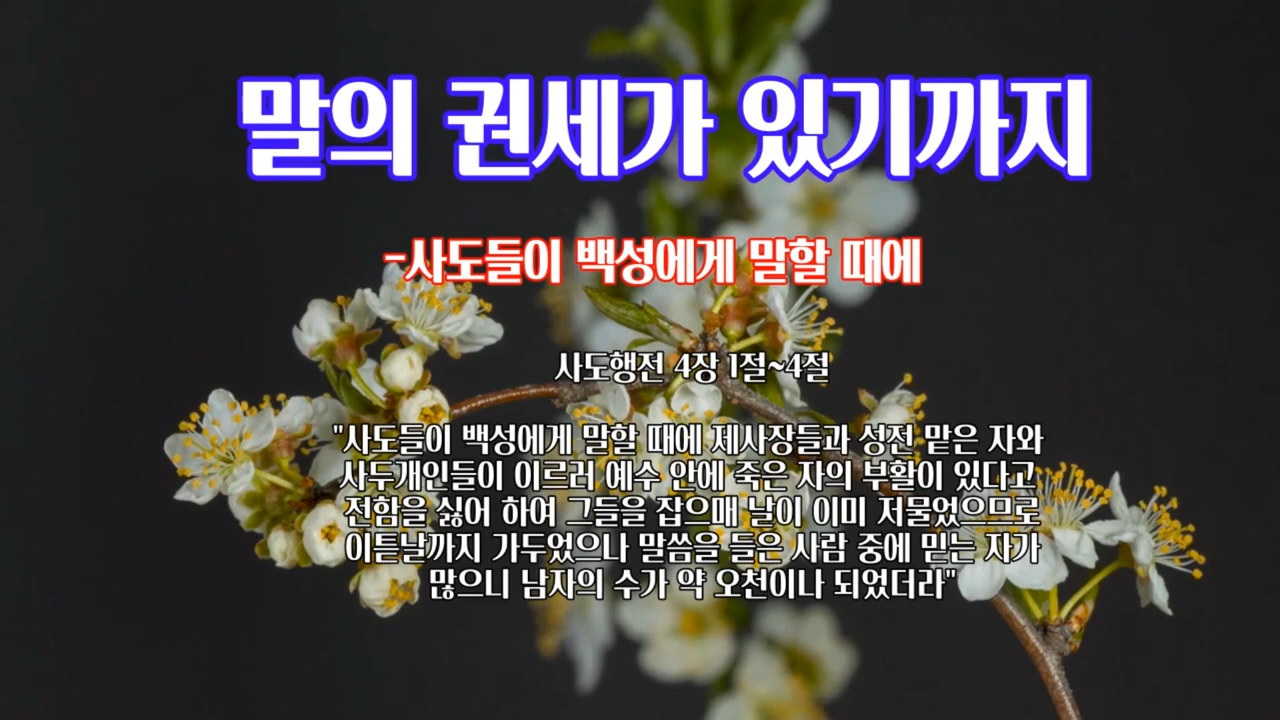 말의 권세가 있기까지
-사도들이 백성에게 말할 때에
사도행전 4장 1절~4절
"사도들이 백성에게 말할 때에 제사장들과 성전 맡은 자와
사두개인들이 이르러 예수 안에 죽은 자의 부활이 있다고
전함을 싫어 하여 그들을 잡으매 날이 이미 저물었으므로
이튿날까지 가두었으나 말씀을 들은 사람 중에 믿는 자가
많으니 남자의 수가 약 오천이나 되었더라"